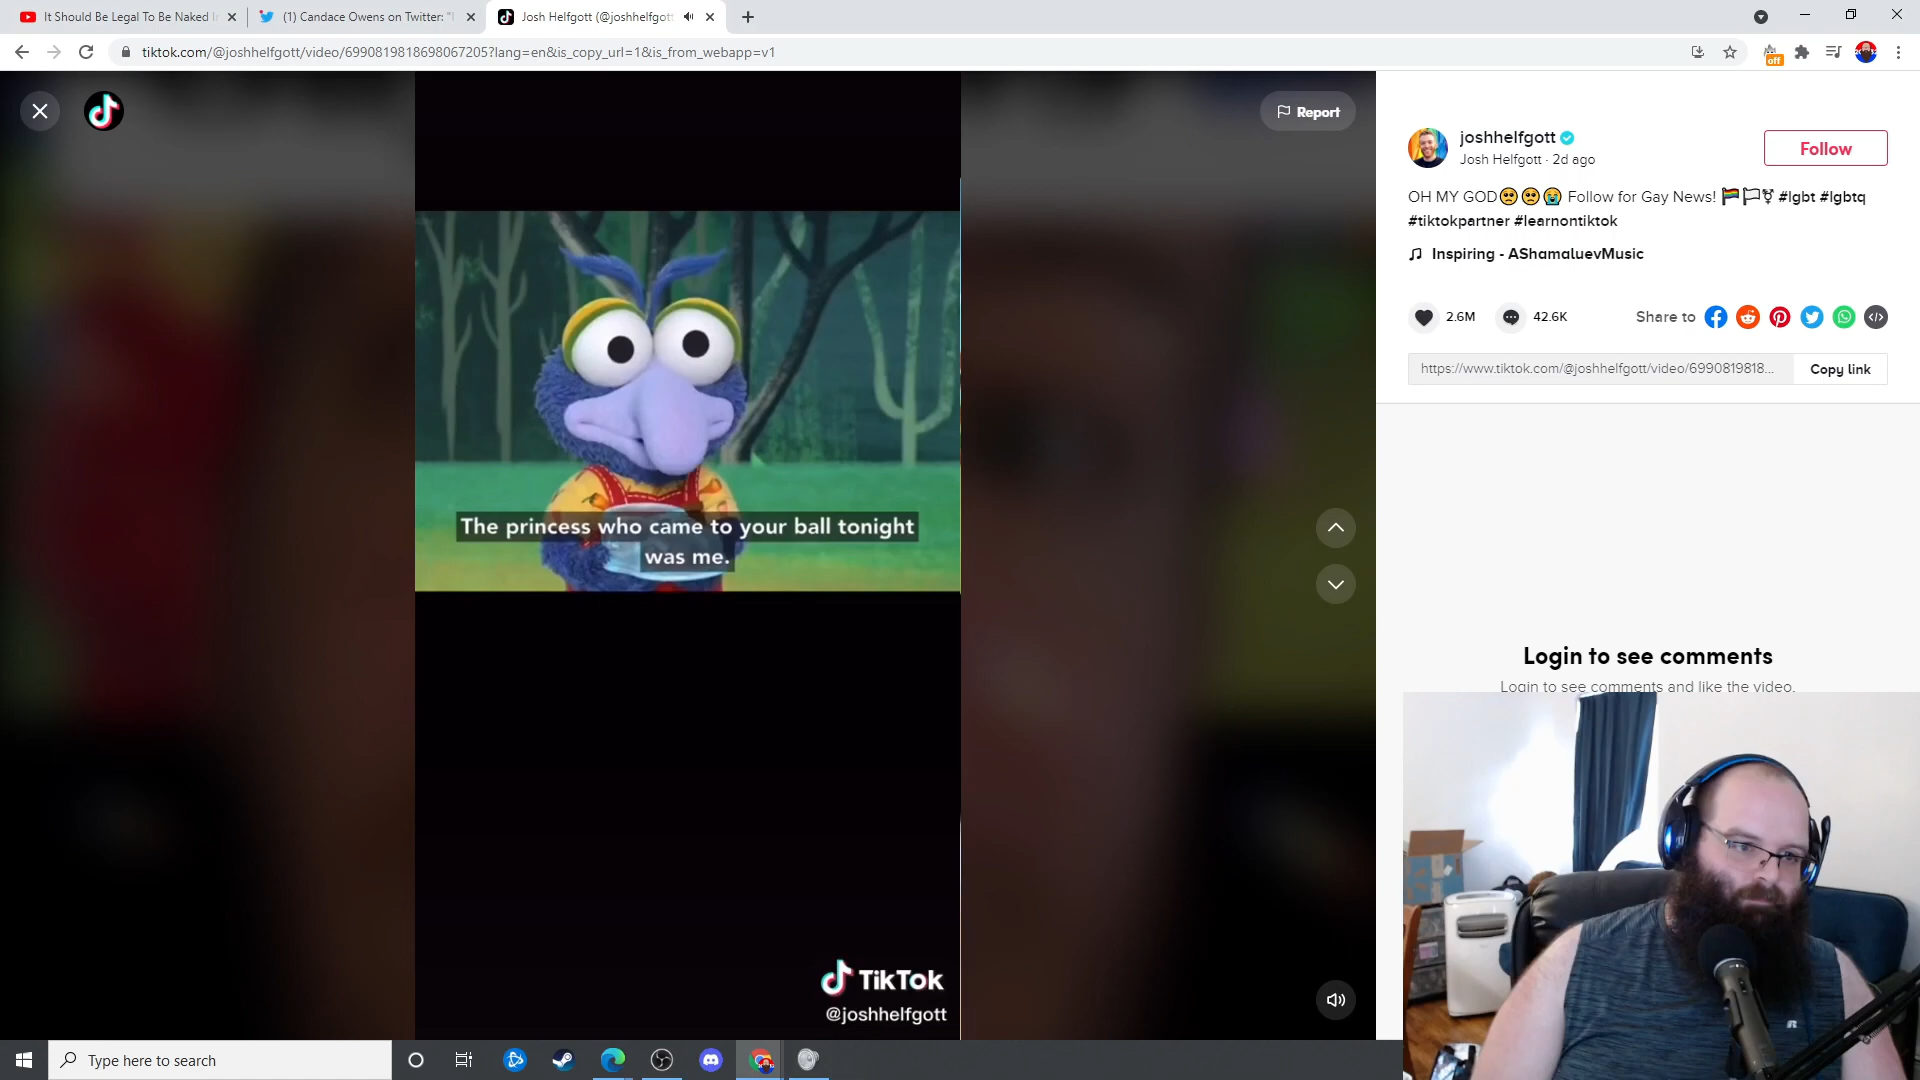 It Should Be Legal To Be Naked I
(1) Candace Owens on Twitter: "I
Josh Helfgott (@joshhelfgott
tiktok.com/@joshhelfgott/video/6990819818698067205?lang=en&is_copy_url=1&is_from_webapp=v1
off
Report
joshhelfgott
Josh Helfgott · 2d ago
Follow
OH MY GOD🥺🥺😭 Follow for Gay News! 🏳️‍🌈🏳️⚧ #lgbt #lgbtq
#tiktokpartner #learnontiktok
Inspiring - AShamaluevMusic
2.6M
42.6K
Share to
https://www.tiktok.com/@joshhelfgott/video/6990819818...
Copy link
The princess who came to your ball tonight
was me.
Login to see comments
Login to see comments and like the video.
TikTok
@joshhelfgott
Type here to search